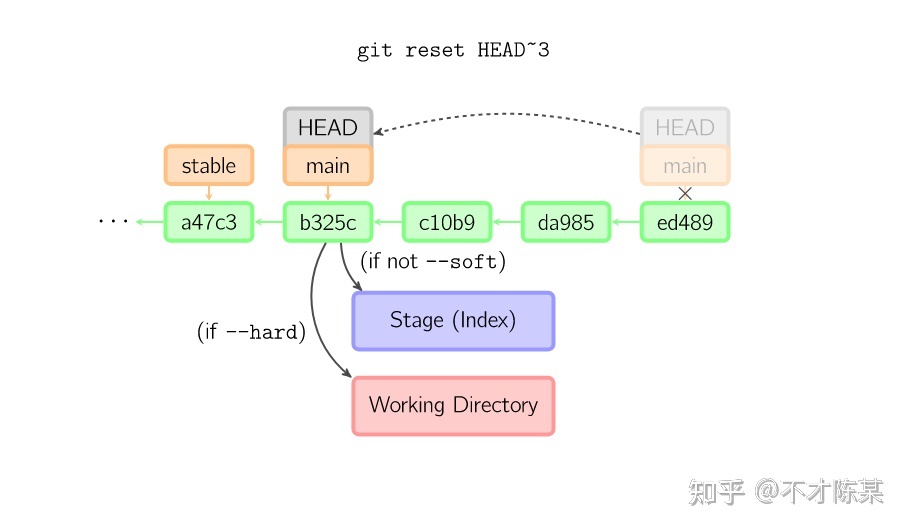 git reset HEAD~3
HEAD
HEAD
stable
main
main
···
a47c3
b325c
c10b9
da985
ed489
(if not --soft)
Stage (Index)
(if --hard)
Working Directory
知乎 @不才陈某